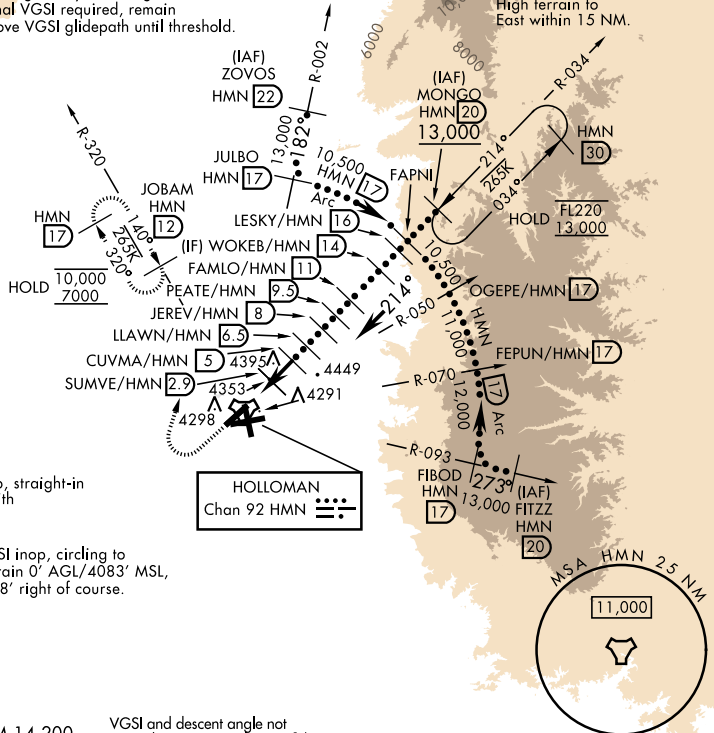 nal VGSI required, remain
ove VGSI glidepath until threshold.
High terrain to
East within 15 NM.
6000
8000
R-002
(IAF)
ZOVOS
HMN 22
13,000
182°
(IAF)
MONGO
HMN 20
13,000
R-034
HMN
30
214°
265K
034°
HOLD FL220
13,000
R-320
JOBAM
HMN
12
HMN
17
140°
265K
320°
HOLD 10,000
7000
JULBO
HMN 17
10,500
HMN 17
Arc
FAPNI
LESKY/HMN 16
(IF) WOKEB/HMN 14
FAMLO/HMN 11
PEATE/HMN 9.5
JEREV/HMN 8
LLAWN/HMN 6.5
CUVMA/HMN 5
SUMVE/HMN 2.9
214°
R-050
10,500
HMN
11,000
OGEPE/HMN 17
FEPUN/HMN 17
R-070
12,000
17
Arc
4395
4449
4353
4291
4298
R-093
FIBOD
HMN
17
273°
13,000
(IAF)
FITZZ
HMN
20
HOLLOMAN
Chan 92 HMN
o, straight-in
ith
SI inop, circling to
rain 0' AGL/4083' MSL,
8' right of course.
MSA HMN 25 NM
11,000
14,200
VGSI and descent angle not